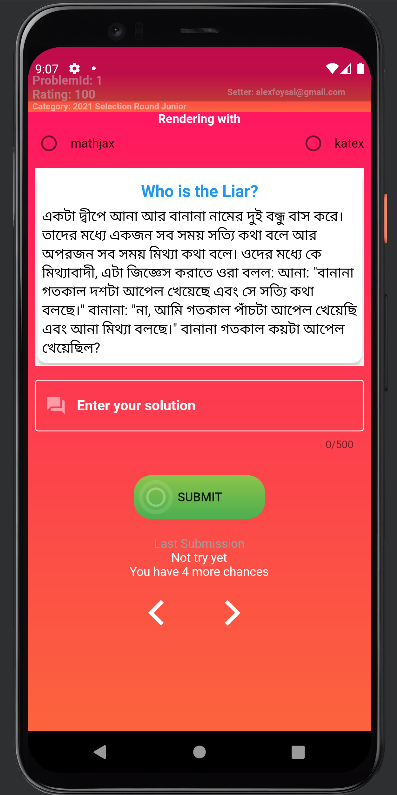 9:07
ProblemId: 1
Rating: 100
Setter: alexfoysal@gmail.com
Category: 2021 Selection Round Junior
Rendering with
mathjax
katex
Who is the Liar?
একটা দ্বীপে আনা আর বানানা নামের দুই বন্ধু বাস করে।
তাদের মধ্যে একজন সব সময় সত্যি কথা বলে আর
অপরজন সব সময় মিথ্যা কথা বলে। ওদের মধ্যে কে
মিথ্যাবাদী, এটা জিজ্ঞেস করাতে ওরা বলল: আনা: "বানানা
গতকাল দশটা আপেল খেয়েছে এবং সে সত্যি কথা
বলছে।" বানানা: "না, আমি গতকাল পাঁচটা আপেল খেয়েছি
এবং আনা মিথ্যা বলছে।" বানানা গতকাল কয়টা আপেল
খেয়েছিল?
Enter your solution
0/500
SUBMIT
Last Submission
Not try yet
You have 4 more chances